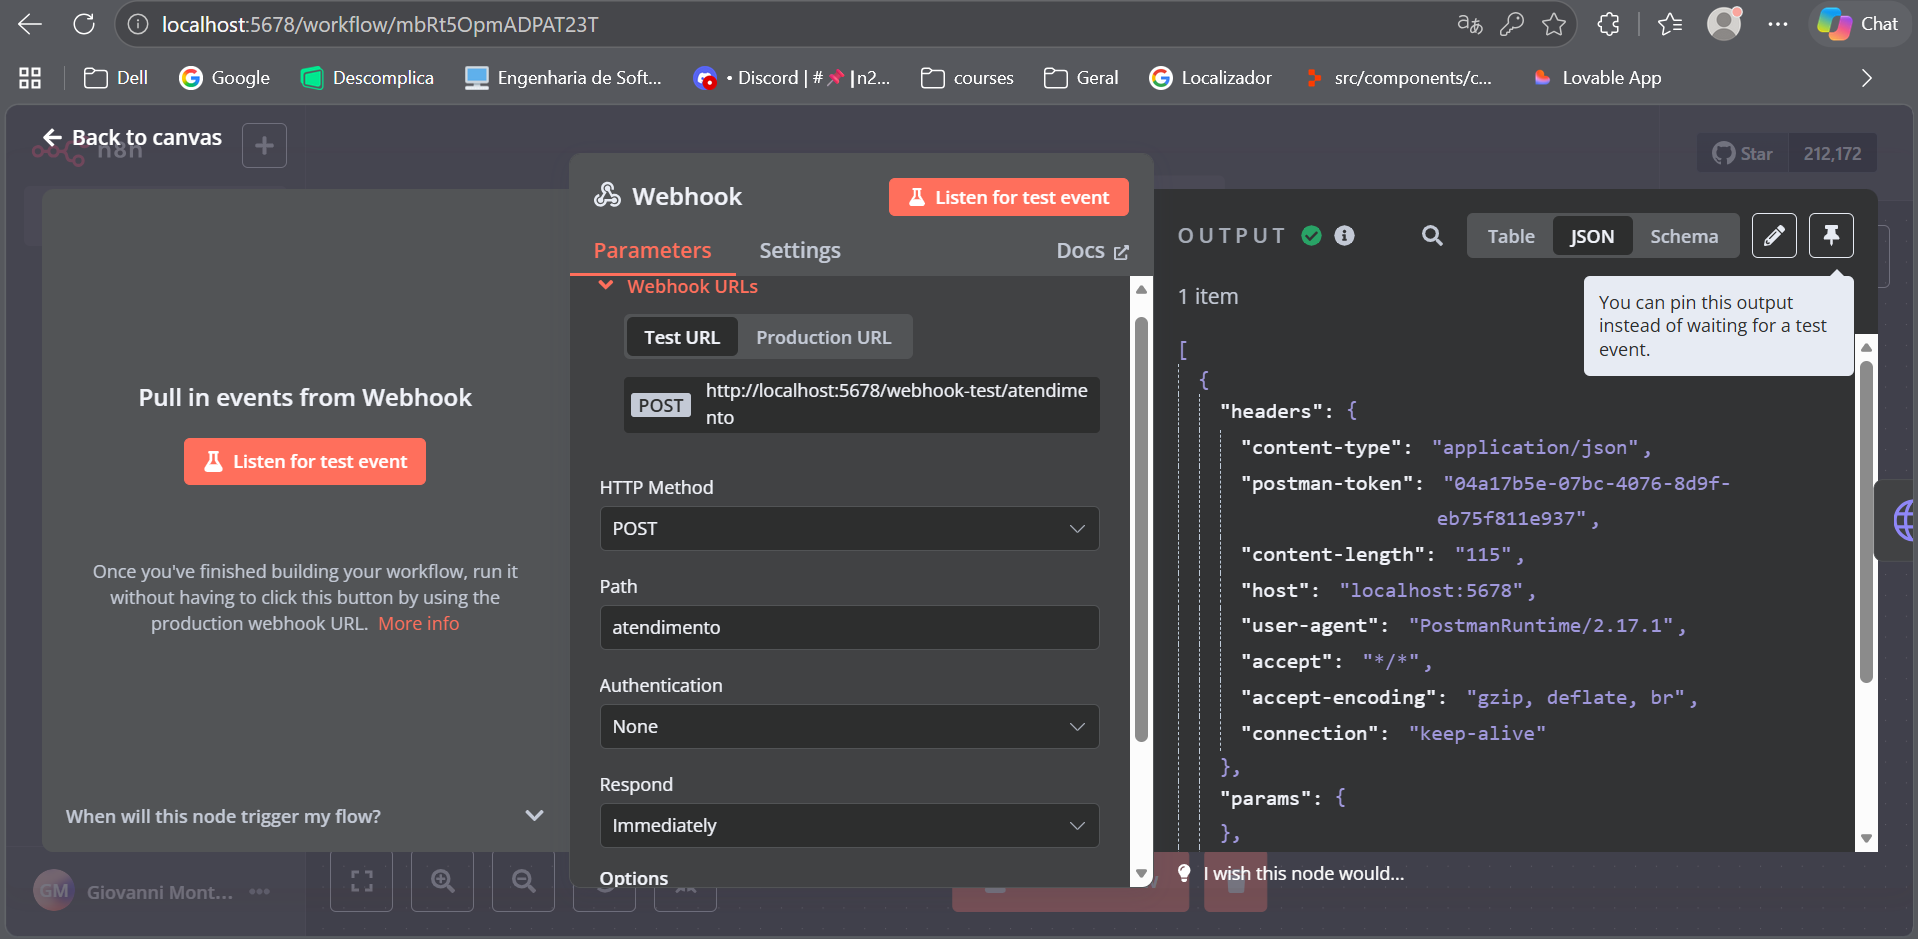 localhost:5678/workflow/mbRt5OpmADPAT23T
Chat
Dell
Google
Descomplica
Engenharia de Soft...
• Discord | #📌|n2...
courses
Geral
Localizador
src/components/c...
Lovable App
Back to canvas
n8n
Star 212,172
Webhook
Listen for test event
Parameters
Settings
Docs
Webhook URLs
Test URL
Production URL
POST
http://localhost:5678/webhook-test/atendime
nto
HTTP Method
POST
Path
atendimento
Authentication
None
Respond
Immediately
Options
Pull in events from Webhook
Listen for test event
Once you've finished building your workflow, run it
without having to click this button by using the
production webhook URL. More info
When will this node trigger my flow?
GM
Giovanni Mont...
OUTPUT
Table
JSON
Schema
You can pin this output
instead of waiting for a test
event.
1 item
[
{
"headers": {
"content-type": "application/json",
"postman-token": "04a17b5e-07bc-4076-8d9f-
eb75f811e937",
"content-length": "115",
"host": "localhost:5678",
"user-agent": "PostmanRuntime/2.17.1",
"accept": "*/*",
"accept-encoding": "gzip, deflate, br",
"connection": "keep-alive"
},
"params": {
},
I wish this node would...